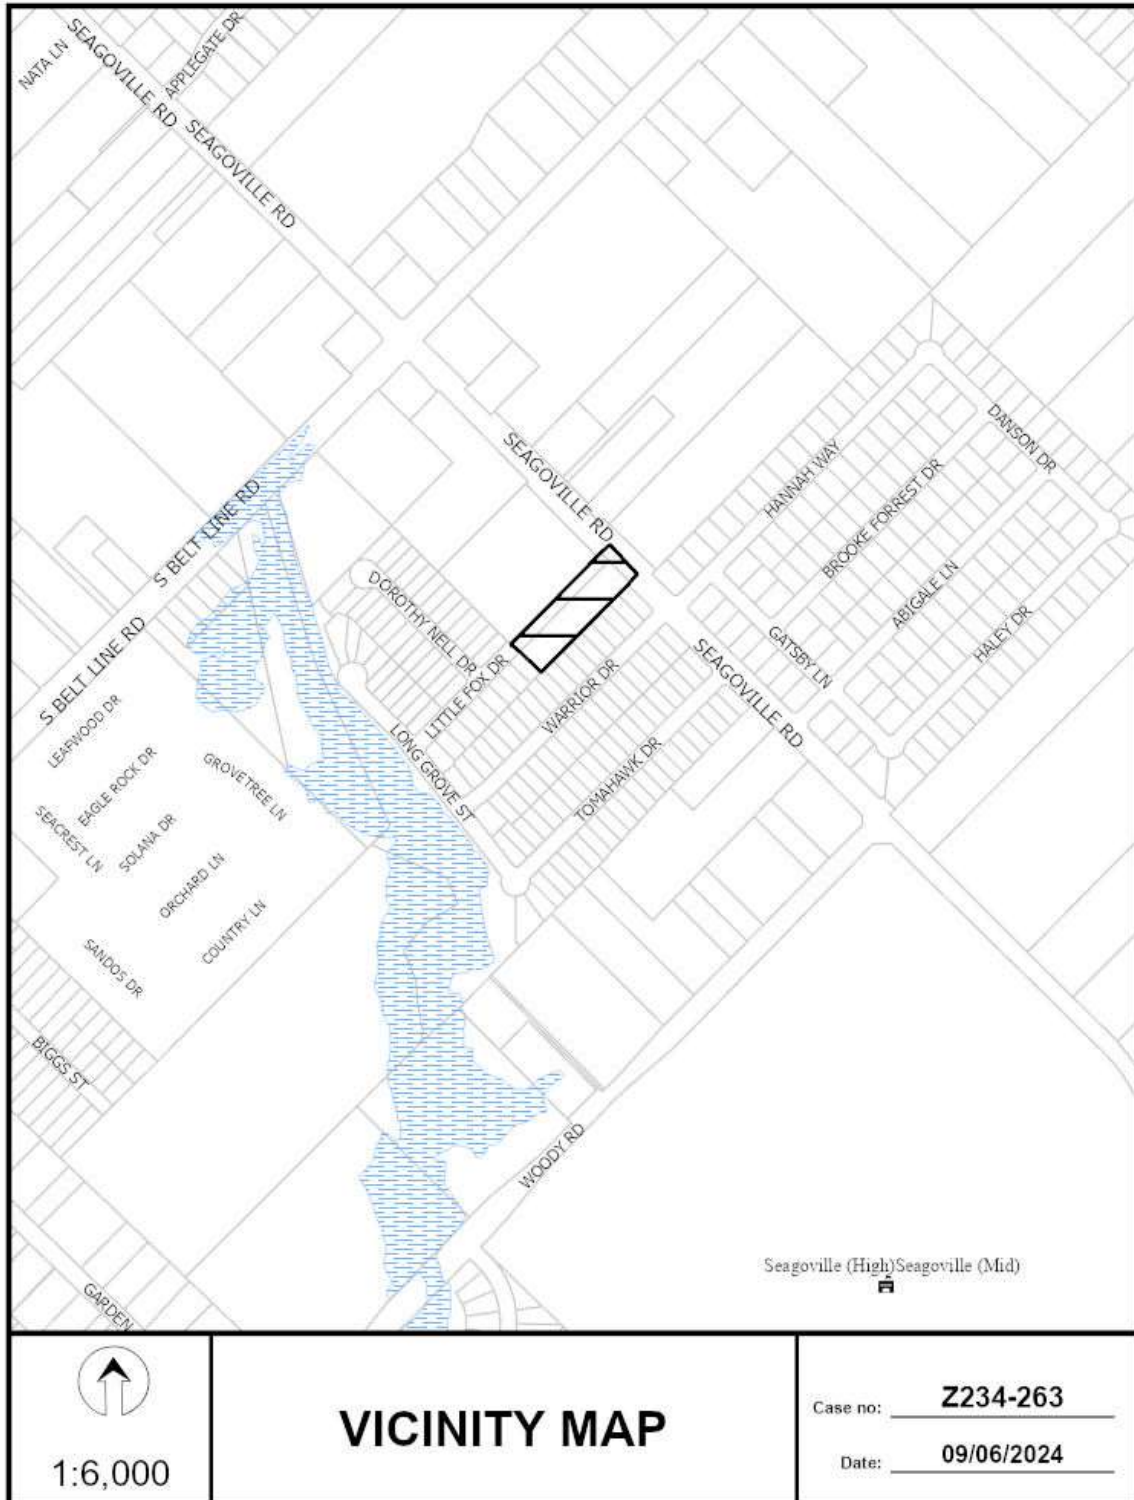 SEAGOVILLE RD
APPLEGATE DR
NATA LN
SEAGOVILLE RD
SEAGOVILLE RD
DANSON DR
HANNAH WAY
BROOKE FORREST DR
S BELT LINE RD
ABIGALE LN
DOROTHY NELL DR
HALEY DR
GATSBY LN
S BELT LINE RD
LITTLE FOX DR
WARRIOR DR
SEAGOVILLE RD
LEAFWOOD DR
LONG GROVE ST
TOMAHAWK DR
EAGLE ROCK DR
GROVETREE LN
SEACREST LN
SOLANA DR
ORCHARD LN
COUNTRY LN
SANDOS DR
BIGGS ST
WOODY RD
Seagoville (High)Seagoville (Mid)
GARDEN
1:6,000
VICINITY MAP
Case no: Z234-263
Date: 09/06/2024